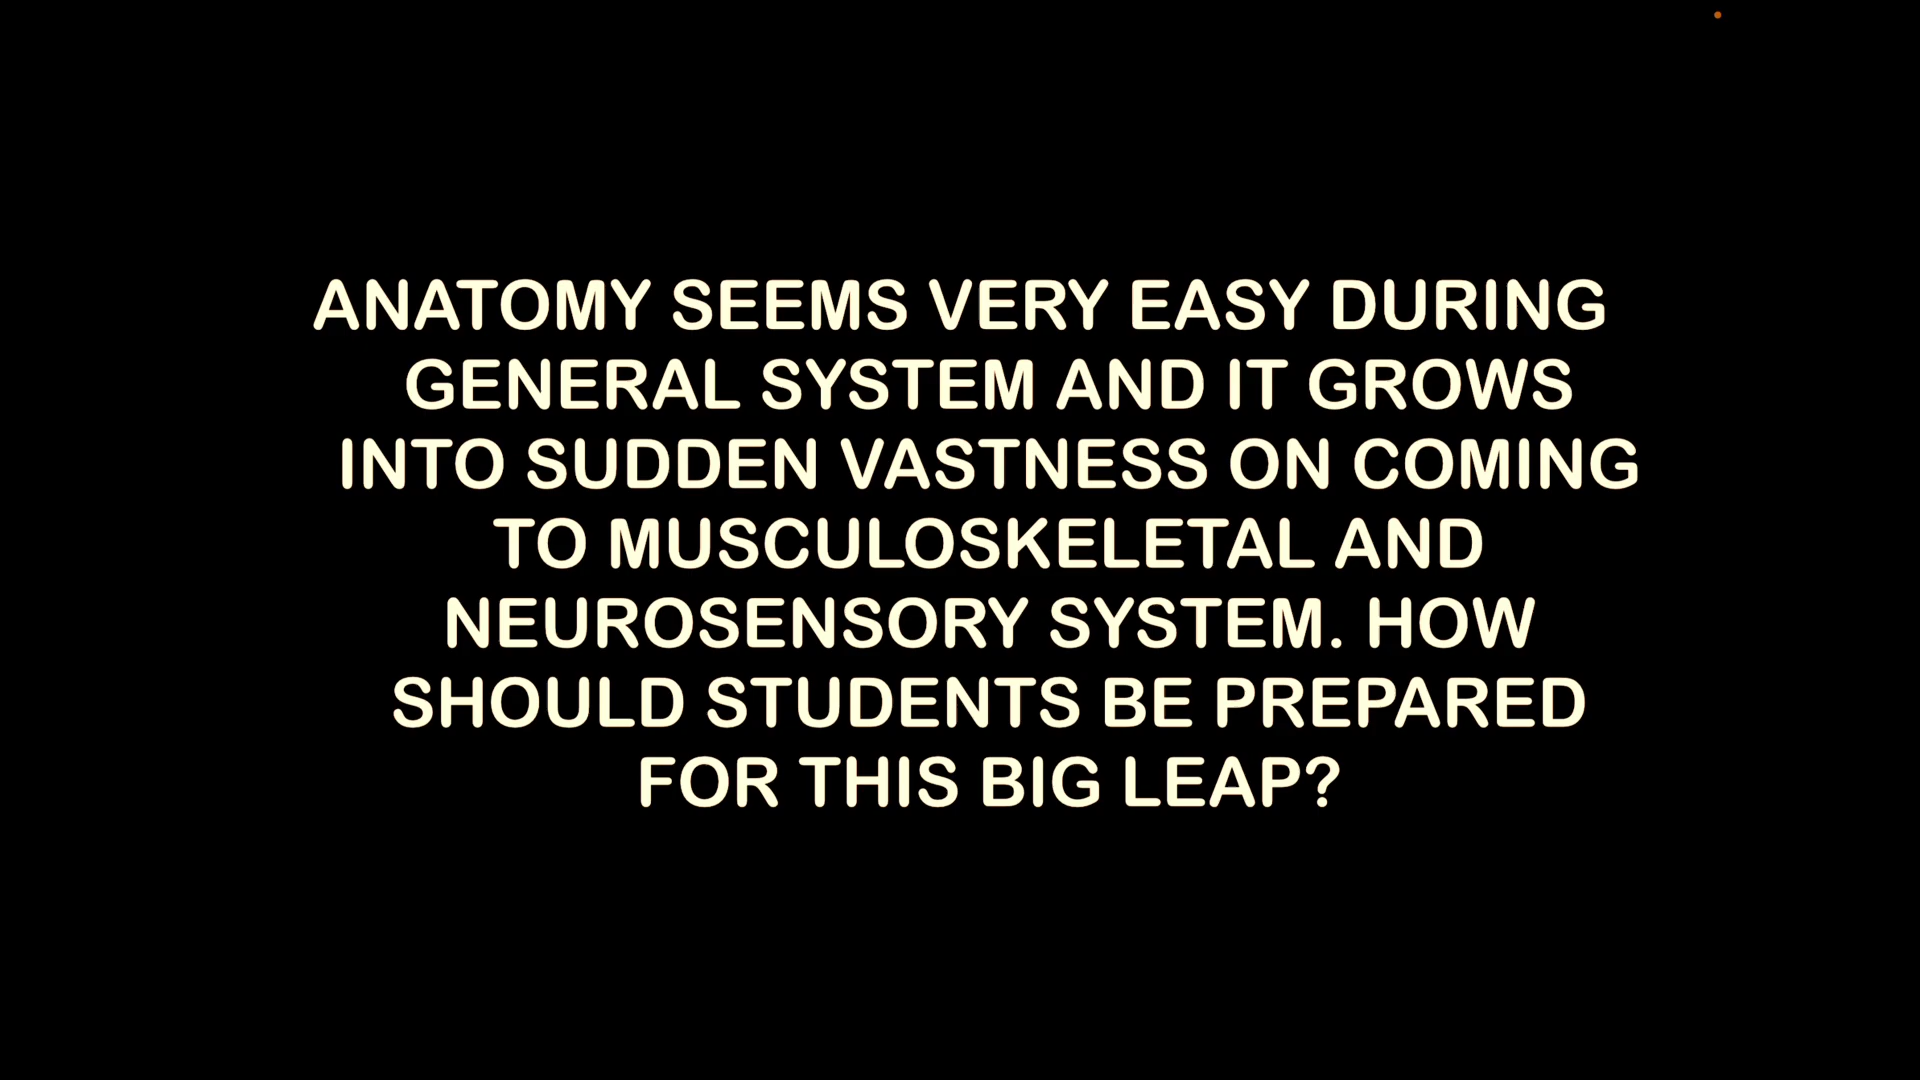 ANATOMY SEEMS VERY EASY DURING
GENERAL SYSTEM AND IT GROWS
INTO SUDDEN VASTNESS ON COMING
TO MUSCULOSKELETAL AND
NEUROSENSORY SYSTEM. HOW
SHOULD STUDENTS BE PREPARED
FOR THIS BIG LEAP?